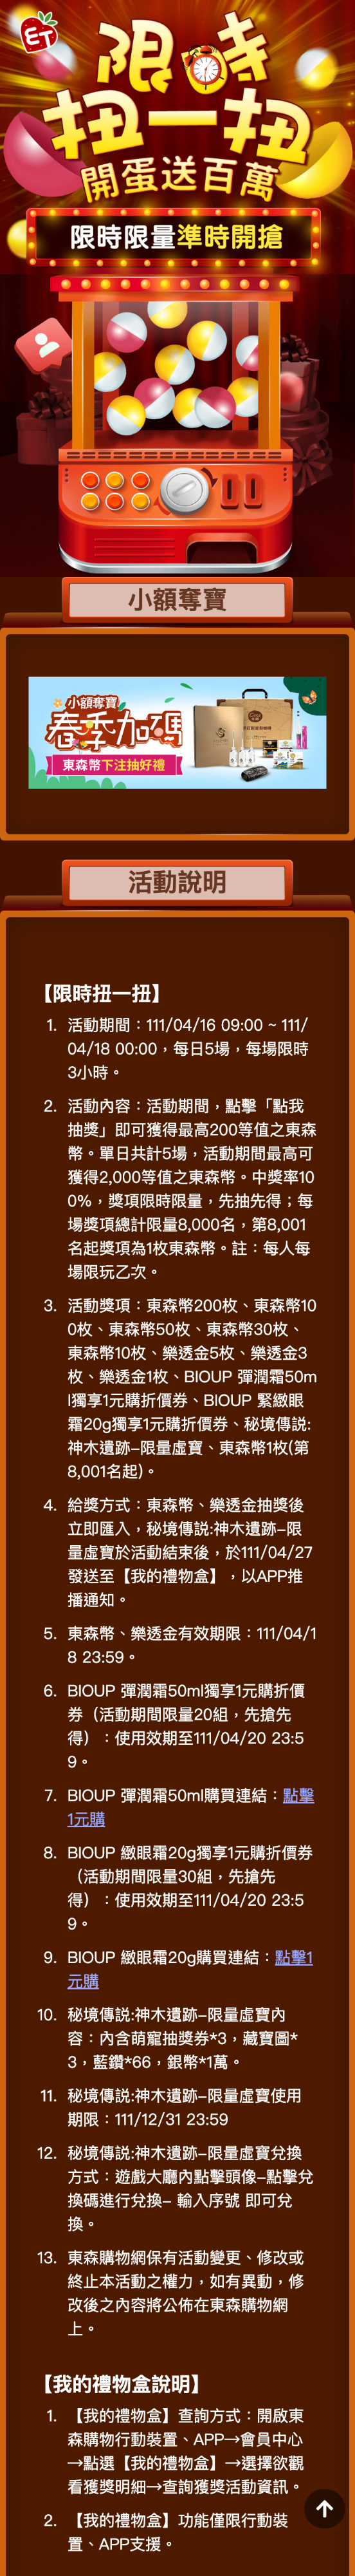 ET
限時
扭一扭
開蛋送百萬
限時限量準時開搶
小額奪寶
小額奪寶
春季加碼
東森幣下注抽好禮
活動說明
【限時扭一扭】
1. 活動期間：111/04/16 09:00 ~ 111/
04/18 00:00，每日5場，每場限時
3小時。
2. 活動內容：活動期間，點擊「點我
抽獎」即可獲得最高200等值之東森
幣。單日共計5場，活動期間最高可
獲得2,000等值之東森幣。中獎率10
0%，獎項限時限量，先抽先得；每
場獎項總計限量8,000名，第8,001
名起獎項為1枚東森幣。註：每人每
場限玩乙次。
3. 活動獎項：東森幣200枚、東森幣10
0枚、東森幣50枚、東森幣30枚、
東森幣10枚、樂透金5枚、樂透金3
枚、樂透金1枚、BIOUP 彈潤霜50m
l獨享1元購折價券、BIOUP 緊緻眼
霜20g獨享1元購折價券、秘境傳説:
神木遺跡–限量虛寶、東森幣1枚(第
8,001名起)。
4. 給獎方式：東森幣、樂透金抽獎後
立即匯入，秘境傳説:神木遺跡–限
量虛寶於活動結束後，於111/04/27
發送至【我的禮物盒】，以APP推
播通知。
5. 東森幣、樂透金有效期限：111/04/1
8 23:59。
6. BIOUP 彈潤霜50ml獨享1元購折價
券（活動期間限量20組，先搶先
得）：使用效期至111/04/20 23:5
9。
7. BIOUP 彈潤霜50ml購買連結：點擊
1元購
8. BIOUP 緻眼霜20g獨享1元購折價券
（活動期間限量30組，先搶先
得）：使用效期至111/04/20 23:5
9。
9. BIOUP 緻眼霜20g購買連結：點擊1
元購
10. 秘境傳説:神木遺跡–限量虛寶內
容：內含萌寵抽獎券*3，藏寶圖*
3，藍鑽*66，銀幣*1萬。
11. 秘境傳説:神木遺跡–限量虛寶使用
期限：111/12/31 23:59
12. 秘境傳説:神木遺跡–限量虛寶兌換
方式：遊戲大廳內點擊頭像–點擊兌
換碼進行兌換– 輸入序號 即可兌
換。
13. 東森購物網保有活動變更、修改或
終止本活動之權力，如有異動，修
改後之內容將公佈在東森購物網
上。
【我的禮物盒說明】
1. 【我的禮物盒】查詢方式：開啟東
森購物行動裝置、APP→會員中心
→點選【我的禮物盒】→選擇欲觀
看獲獎明細→查詢獲獎活動資訊。
2. 【我的禮物盒】功能僅限行動裝
置、APP支援。